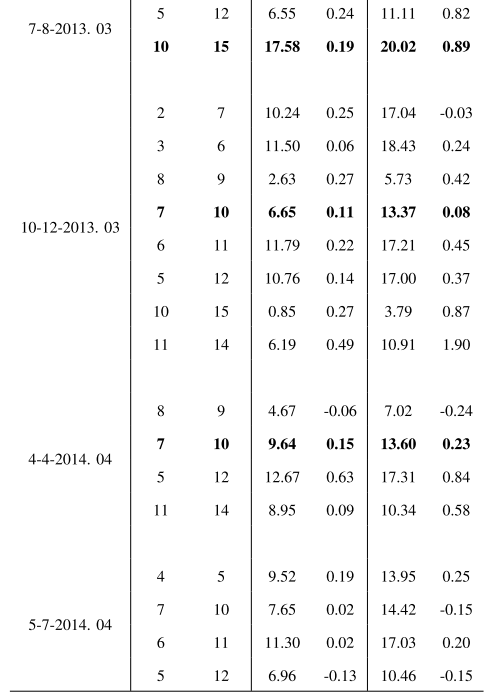 5 12 6.55 0.24 11.11 0.82
7-8-2013. 03
10 15 17.58 0.19 20.02 0.89
2 7 10.24 0.25 17.04 -0.03
3 6 11.50 0.06 18.43 0.24
8 9 2.63 0.27 5.73 0.42
7 10 6.65 0.11 13.37 0.08
10-12-2013. 03
6 11 11.79 0.22 17.21 0.45
5 12 10.76 0.14 17.00 0.37
10 15 0.85 0.27 3.79 0.87
11 14 6.19 0.49 10.91 1.90
8 9 4.67 -0.06 7.02 -0.24
7 10 9.64 0.15 13.60 0.23
4-4-2014. 04
5 12 12.67 0.63 17.31 0.84
11 14 8.95 0.09 10.34 0.58
4 5 9.52 0.19 13.95 0.25
7 10 7.65 0.02 14.42 -0.15
5-7-2014. 04
6 11 11.30 0.02 17.03 0.20
5 12 6.96 -0.13 10.46 -0.15